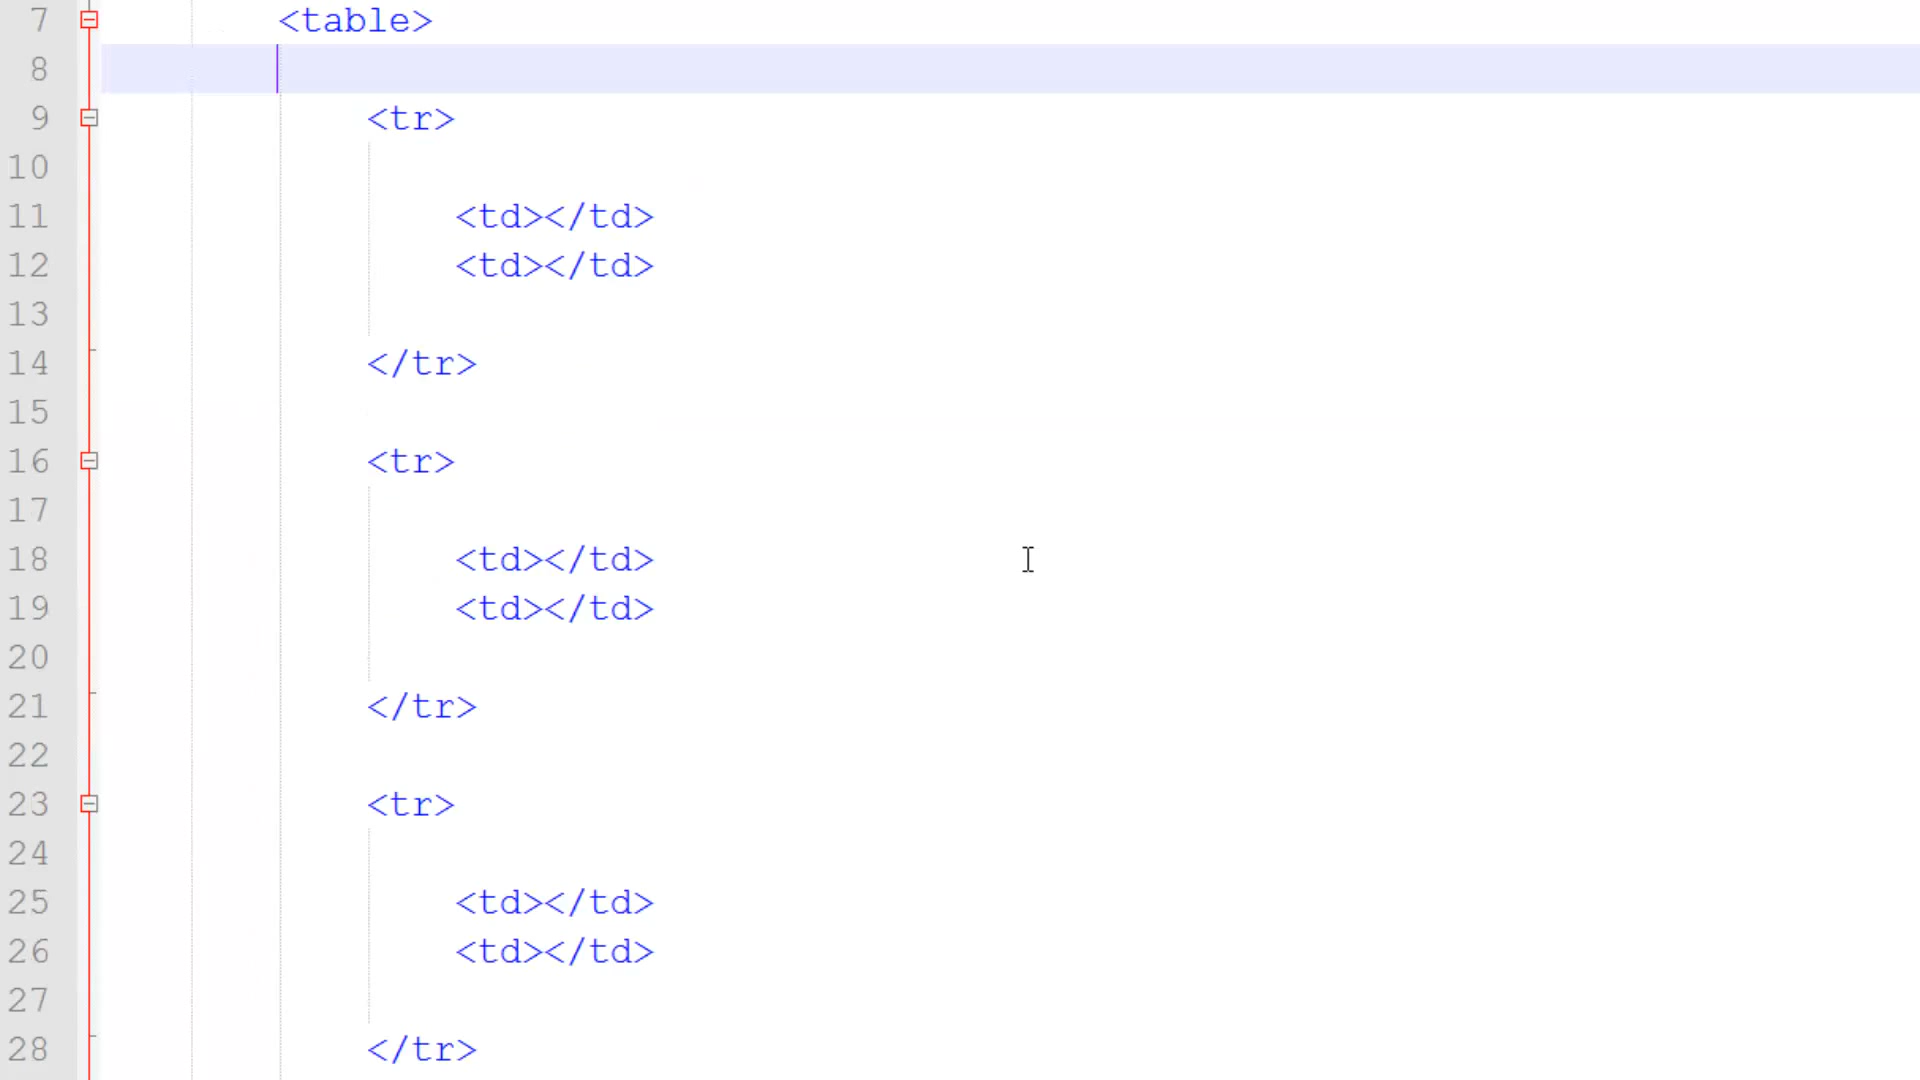 7 <table>
8
9 <tr>
10
11 <td></td>
12 <td></td>
13
14 </tr>
15
16 <tr>
17
18 <td></td>
19 <td></td>
20
21 </tr>
22
23 <tr>
24
25 <td></td>
26 <td></td>
27
28 </tr>